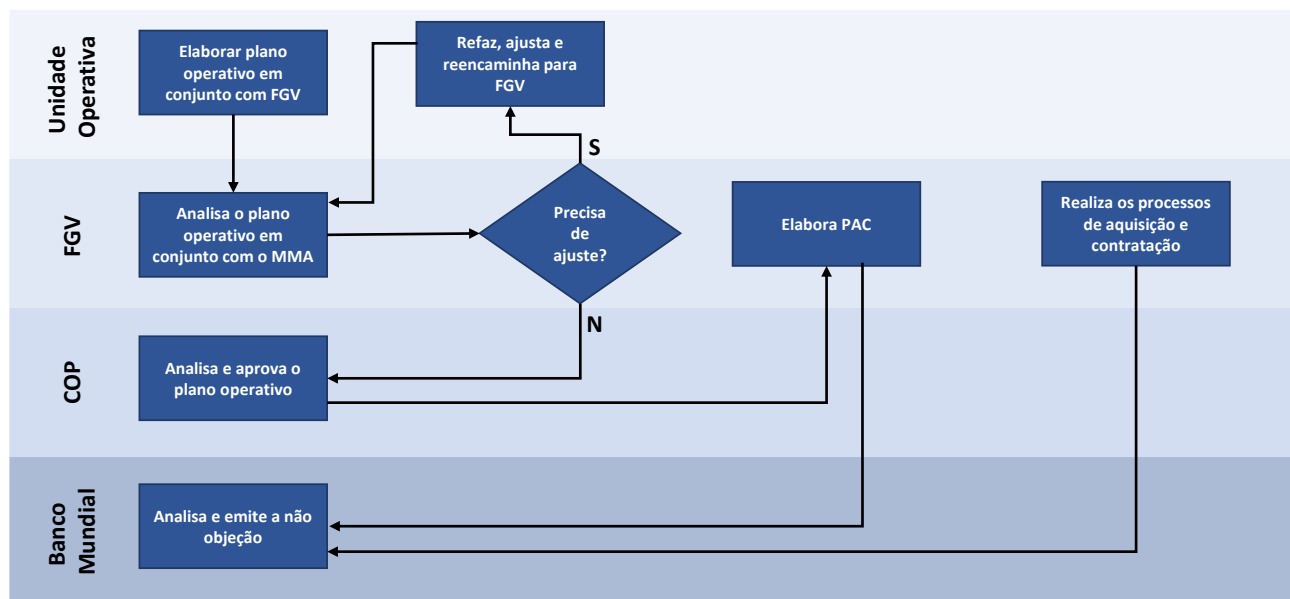 Unidade
Operativa
Elaborar plano
operativo em
conjunto com FGV
Refaz, ajusta e
reencaminha para
FGV
S
FGV
Analisa o plano
operativo em
conjunto com o MMA
Precisa
de
ajuste?
Elabora PAC
Realiza os processos
de aquisição e
contratação
N
COP
Analisa e aprova o
plano operativo
Banco
Mundial
Analisa e emite a não
objeção